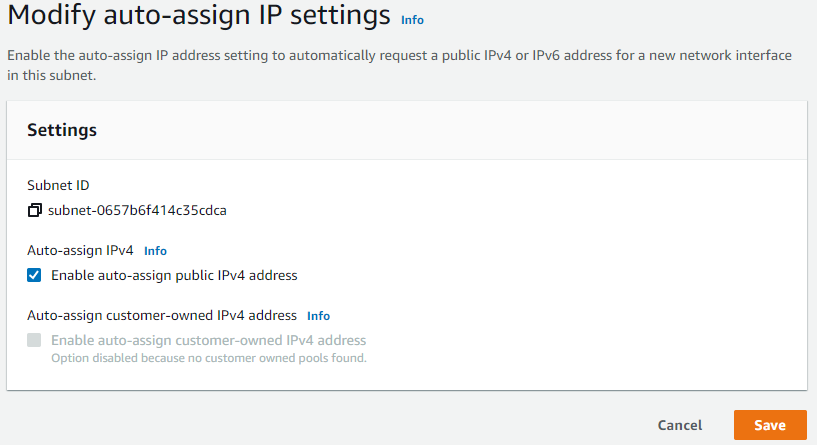 Modify auto-assign IP settings Info
Enable the auto-assign IP address setting to automatically request a public IPv4 or IPv6 address for a new network interface
in this subnet.
Settings
Subnet ID
subnet-0657b6f414c35cdca
Auto-assign IPv4 Info
Enable auto-assign public IPv4 address
Auto-assign customer-owned IPv4 address Info
Enable auto-assign customer-owned IPv4 address
Option disabled because no customer owned pools found.
Cancel Save